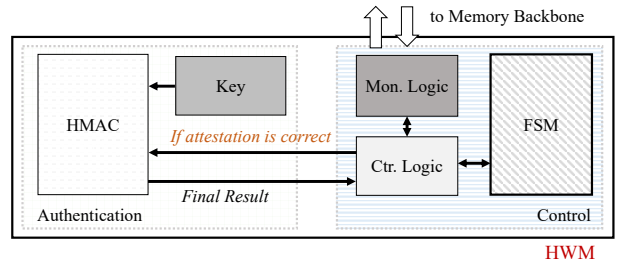 to Memory Backbone
Key
Mon. Logic
HMAC
FSM
If attestation is correct
Ctr. Logic
Final Result
Authentication
Control
HWM